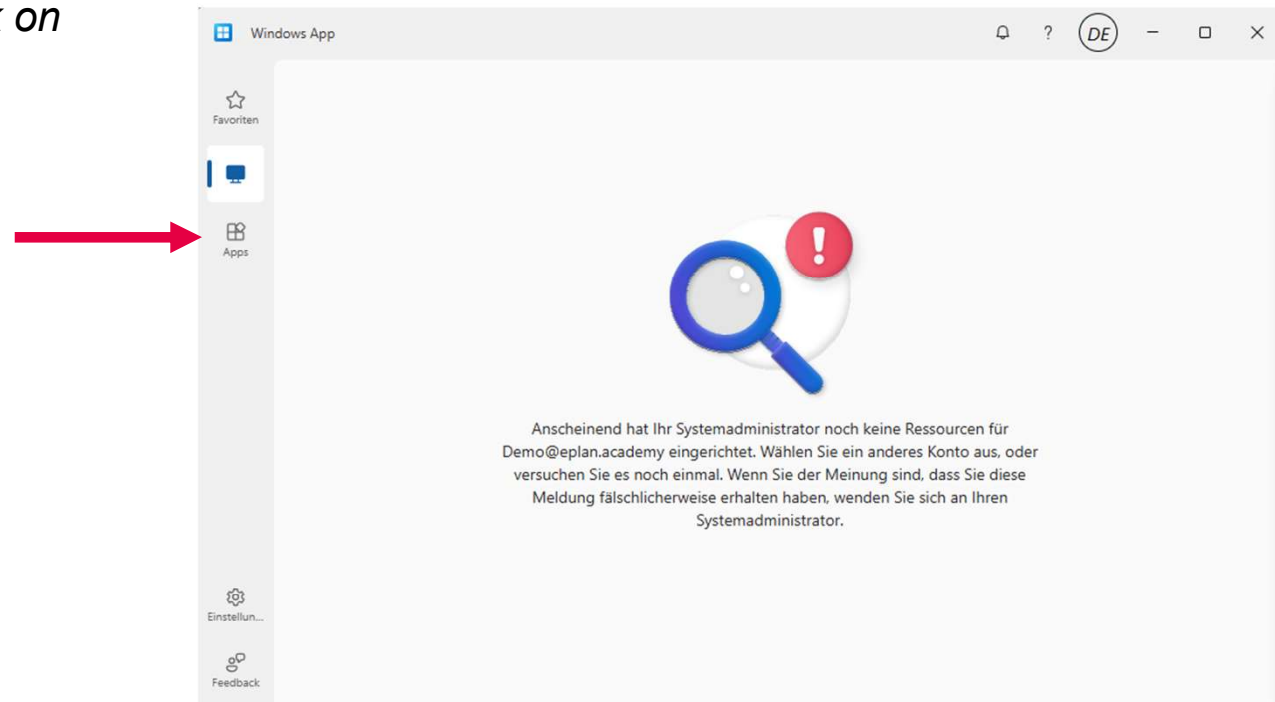 on
Windows App
?
DE
Favoriten
Apps
Anscheinend hat Ihr Systemadministrator noch keine Ressourcen für
Demo@eplan.academy eingerichtet. Wählen Sie ein anderes Konto aus, oder
versuchen Sie es noch einmal. Wenn Sie der Meinung sind, dass Sie diese
Meldung fälschlicherweise erhalten haben, wenden Sie sich an Ihren
Systemadministrator.
Einstellun...
Feedback